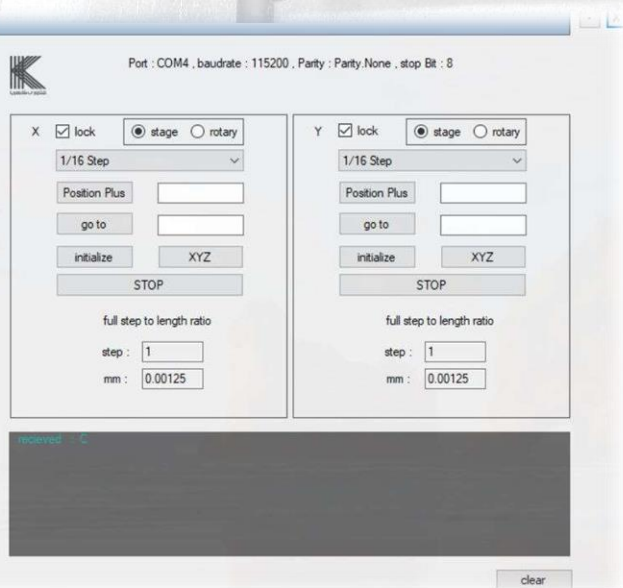 Port : COM4 , baudrate : 115200 , Parity : Parity.None , stop Bit : 8
X lock stage rotary
1/16 Step
Position Plus
go to
initialize XYZ
STOP
full step to length ratio
step : 1
mm : 0.00125
Y lock stage rotary
1/16 Step
Position Plus
go to
initialize XYZ
STOP
full step to length ratio
step : 1
mm : 0.00125
recieved : C
clear